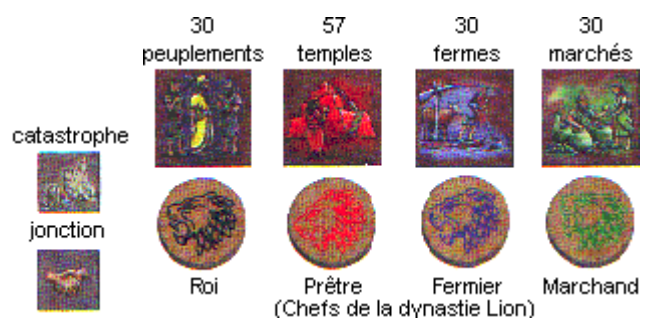 30 57 30 30
peuplements temples fermes marchés
catastrophe
jonction
Roi Prêtre Fermier Marchand
(Chefs de la dynastie Lion)